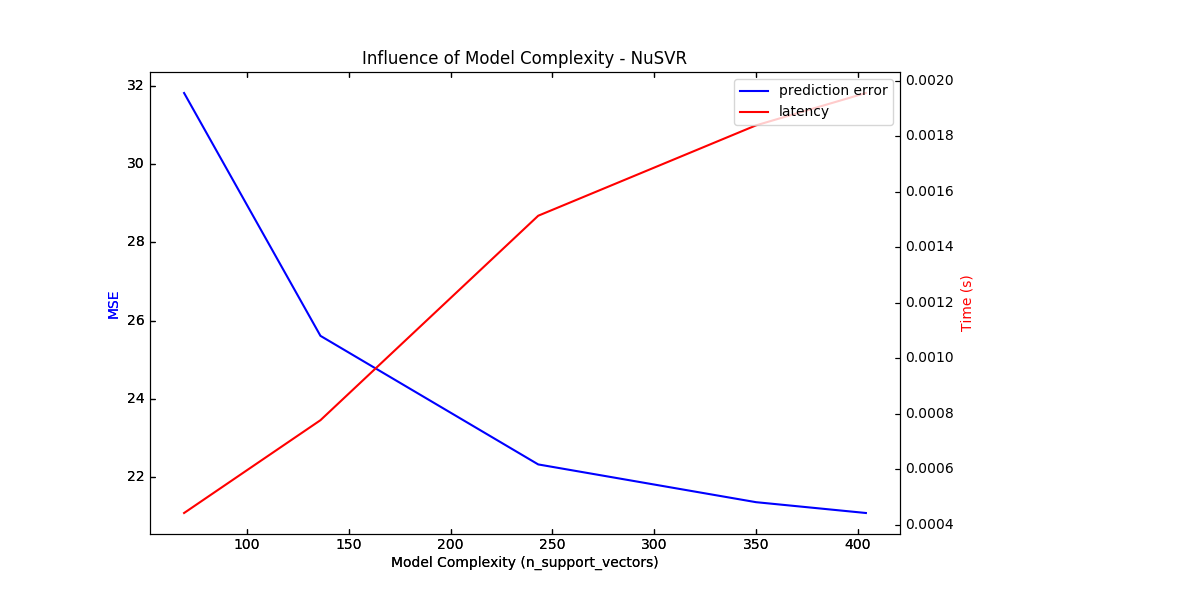 Influence of Model Complexity - NuSVR
prediction error
latency
32
30
28
26
24
22
MSE
0.0020
0.0018
0.0016
0.0014
0.0012
0.0010
0.0008
0.0006
0.0004
Time (s)
100 150 200 250 300 350 400
Model Complexity (n_support_vectors)